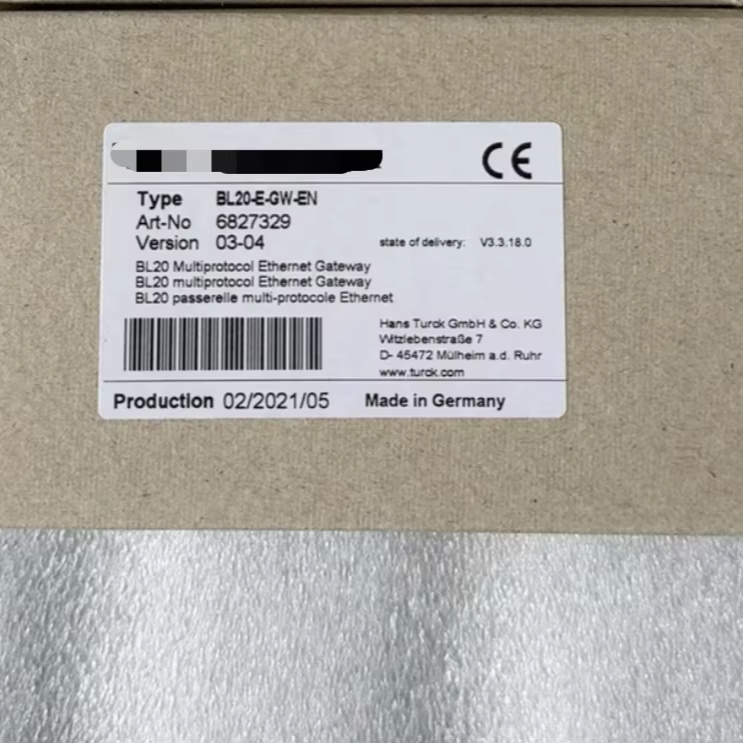 CE
Type BL20-E-GW-EN
Art-No 6827329
Version 03-04 state of delivery: V3.3.18.0
BL20 Multiprotocol Ethernet Gateway
BL20 multiprotocol Ethernet Gateway
BL20 passerelle multi-protocole Ethernet
Hans Turck GmbH & Co. KG
Witzlebenstraße 7
D- 45472 Mülheim a.d. Ruhr
www.turck.com
Production 02/2021/05 Made in Germany